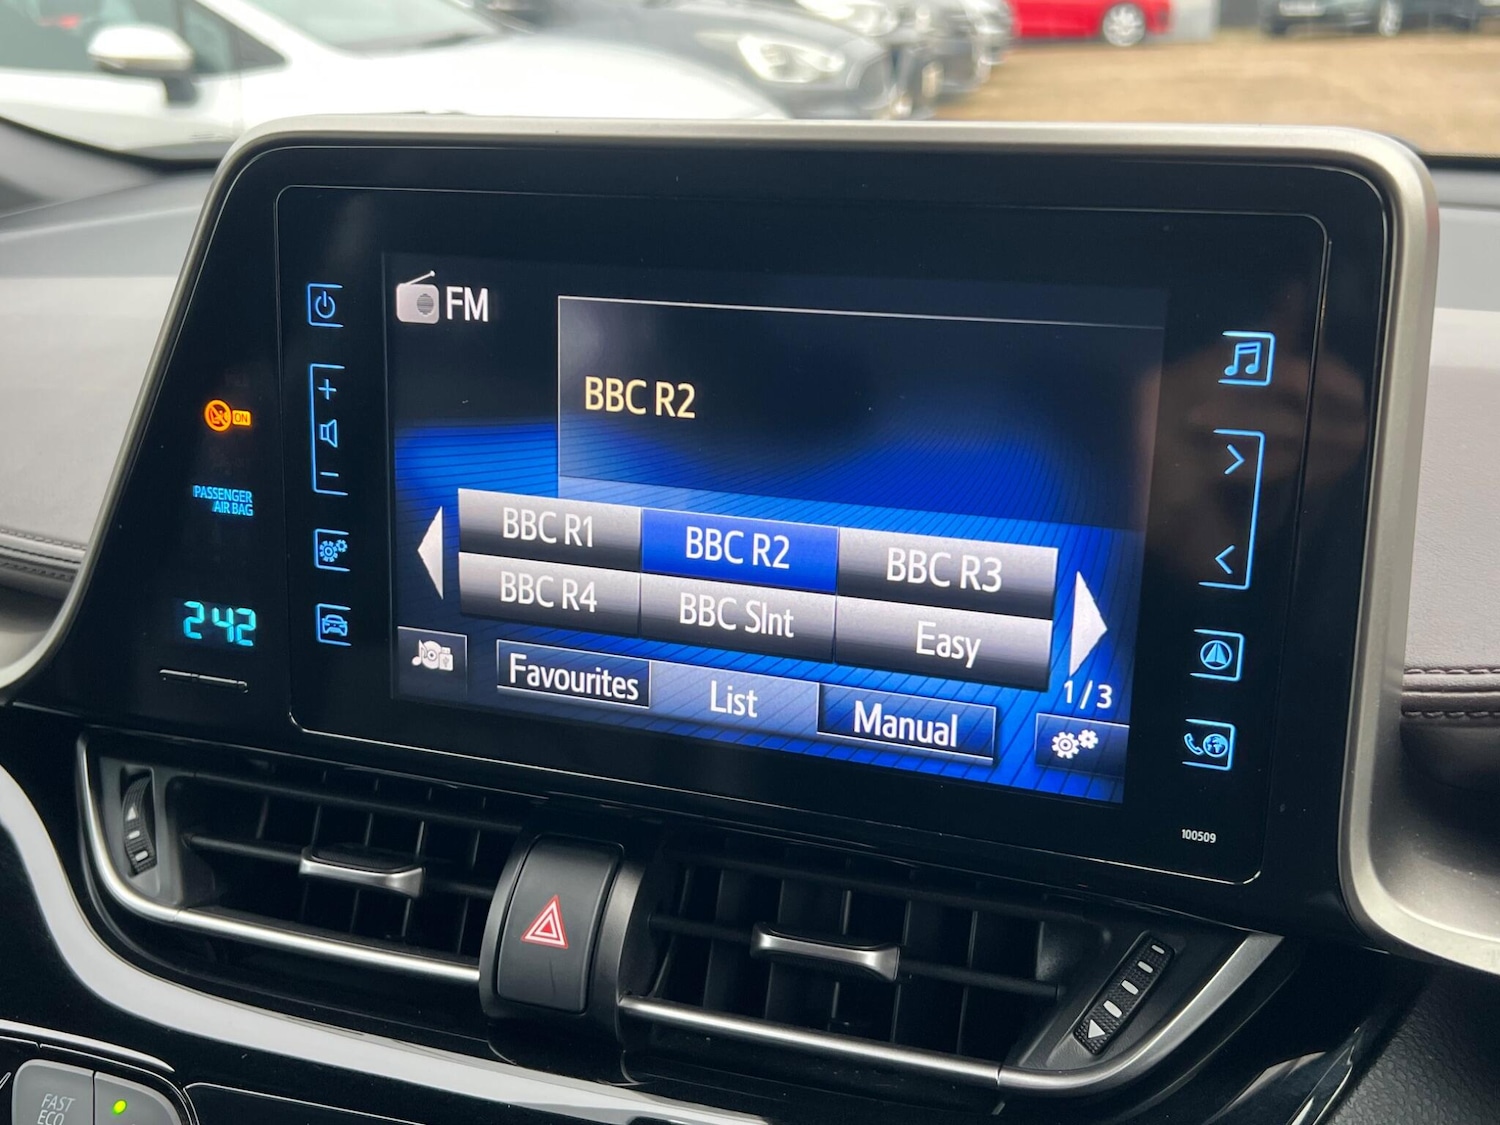 FM
BBC R2
BBC R1 BBC R2 BBC R3
BBC R4 BBC Slnt Easy
Favourites List Manual
1/3
ON
PASSENGER
AIR BAG
242
100509
FAST
ECO